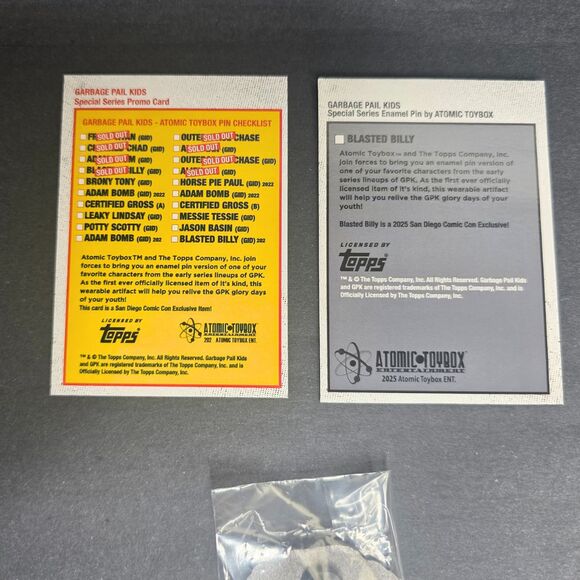 GARBAGE PAIL KIDS
Special Series Promo Card
GARBAGE PAIL KIDS - ATOMIC TOYBOX PIN CHECKLIST
SOLD OUT (GID)
SOLD OUT CHAD (GID)
SOLD OUT (GID)
SOLD OUT (GID)
BRONY TONY (GID)
ADAM BOMB (GID) 2022
CERTIFIED GROSS (A)
LEAKY LINDSAY (GID)
POTTY SCOTTY (GID)
ADAM BOMB (GID) 202
SOLD OUT CHASE
SOLD OUT
SOLD OUT CHASE (GID)
SOLD OUT (GID)
HORSE PIE PAUL (GID) 2022
ADAM BOMB (GID) 2022
CERTIFIED GROSS (B)
MESSIE TESSIE (GID)
JASON BASIN (GID)
BLASTED BILLY (GID) 202
Atomic Toybox™ and The Topps Company, Inc. join
forces to bring you an enamel pin version of one of your
favorite characters from the early series lineups of
GPK. As the first ever officially licensed item of it's kind, this
wearable artifact will help you relive the GPK glory days
of your youth!
This card is a San Diego Comic Con Exclusive Item!
LICENSED BY
Topps
ATOMIC TOYBOX
ENTERTAINMENT
202 ATOMIC TOYBOX ENT.
™ & © The Topps Company, Inc. All Rights Reserved. Garbage Pail Kids
and GPK are registered trademarks of The Topps Company, Inc. and is
Officially Licensed by The Topps Company, Inc.
GARBAGE PAIL KIDS
Special Series Enamel Pin by ATOMIC TOYBOX
BLASTED BILLY
Atomic Toybox™ and The Topps Company, Inc.
join forces to bring you an enamel pin version of one of
your favorite characters from the early series
lineups of GPK. As the first ever officially
licensed item of it's kind, this wearable artifact
will help you relive the GPK glory days of your
youth!
Blasted Billy is a 2025 San Diego Comic Con Exclusive!
LICENSED BY
Topps
™ & © The Topps Company, Inc. All Rights Reserved. Garbage Pail Kids
and GPK are registered trademarks of The Topps Company, Inc. and is
Officially Licensed by The Topps Company, Inc.
ATOMIC TOYBOX
ENTERTAINMENT
2025 Atomic Toybox ENT.